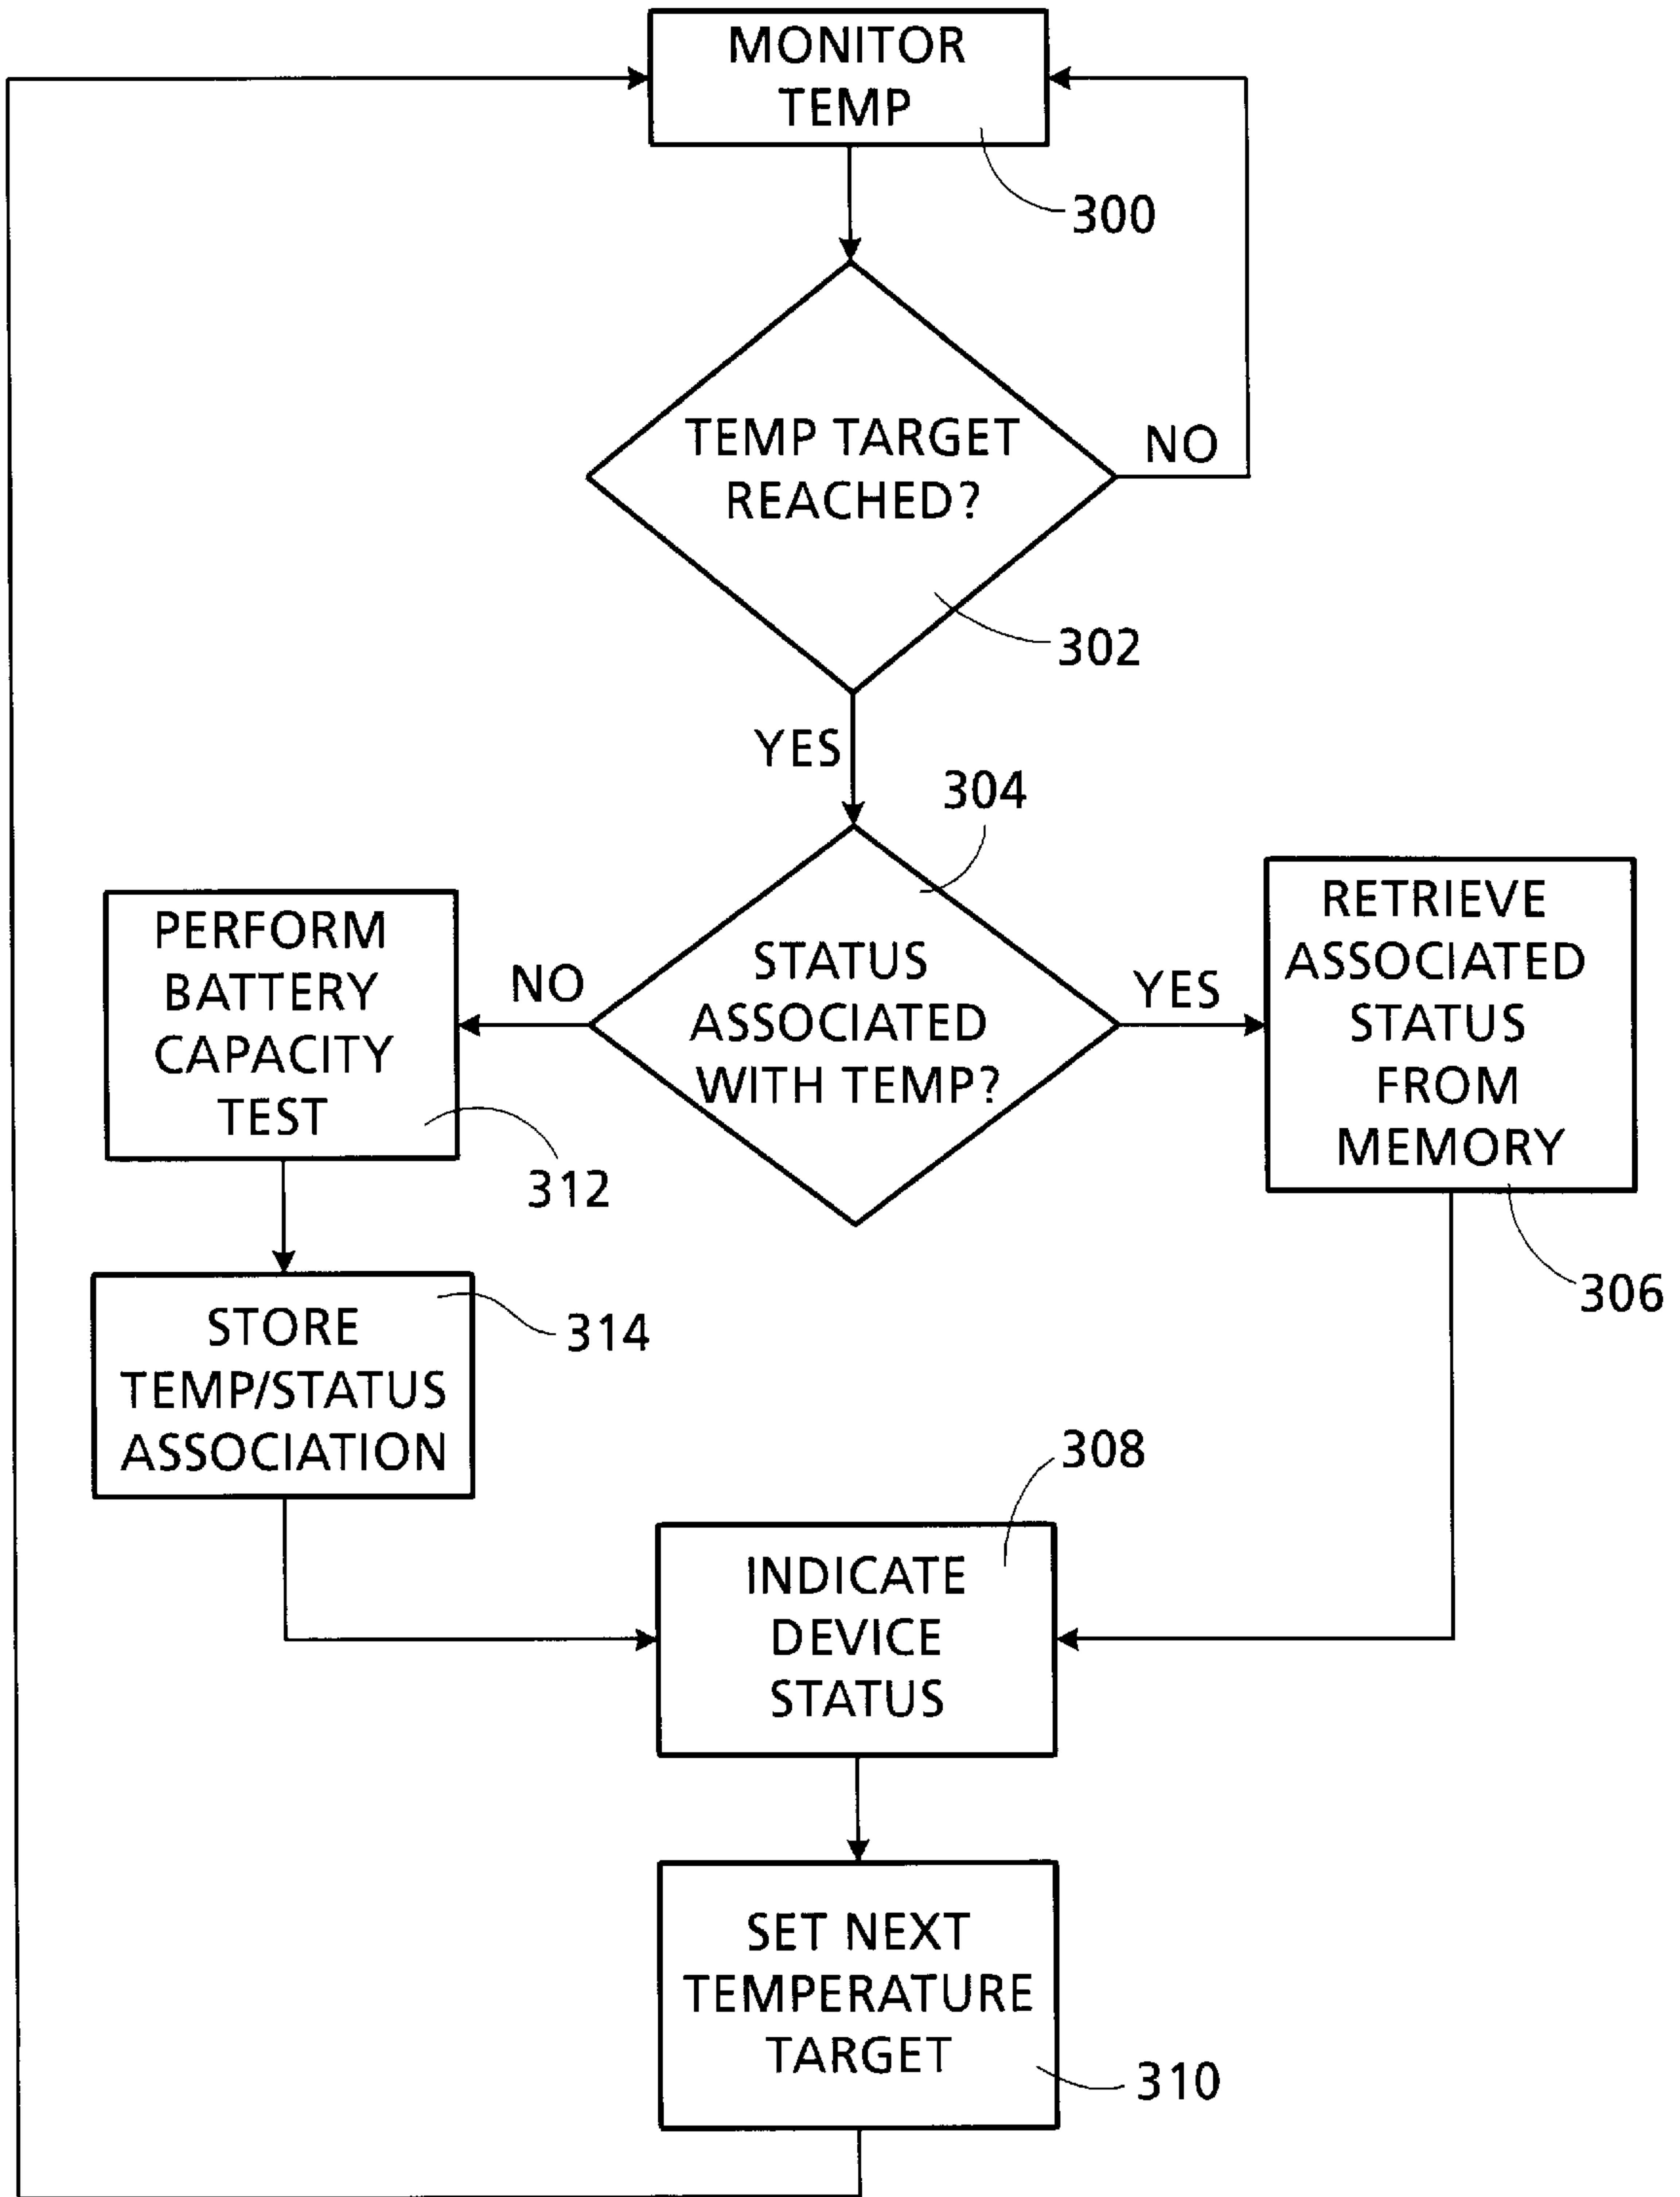 MONITOR
TEMP
300
TEMP TARGET
REACHED?
NO
302
YES
304
STATUS
ASSOCIATED
WITH TEMP?
NO
YES
PERFORM
BATTERY
CAPACITY
TEST
312
RETRIEVE
ASSOCIATED
STATUS
FROM
MEMORY
306
STORE
TEMP/STATUS
ASSOCIATION
314
308
INDICATE
DEVICE
STATUS
SET NEXT
TEMPERATURE
TARGET
310